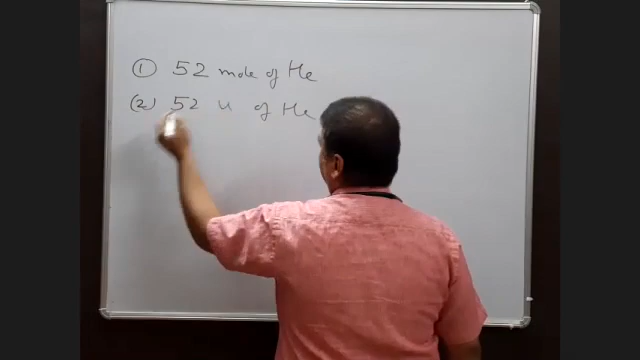 ① 52 mole of He
(2) 52 u of He